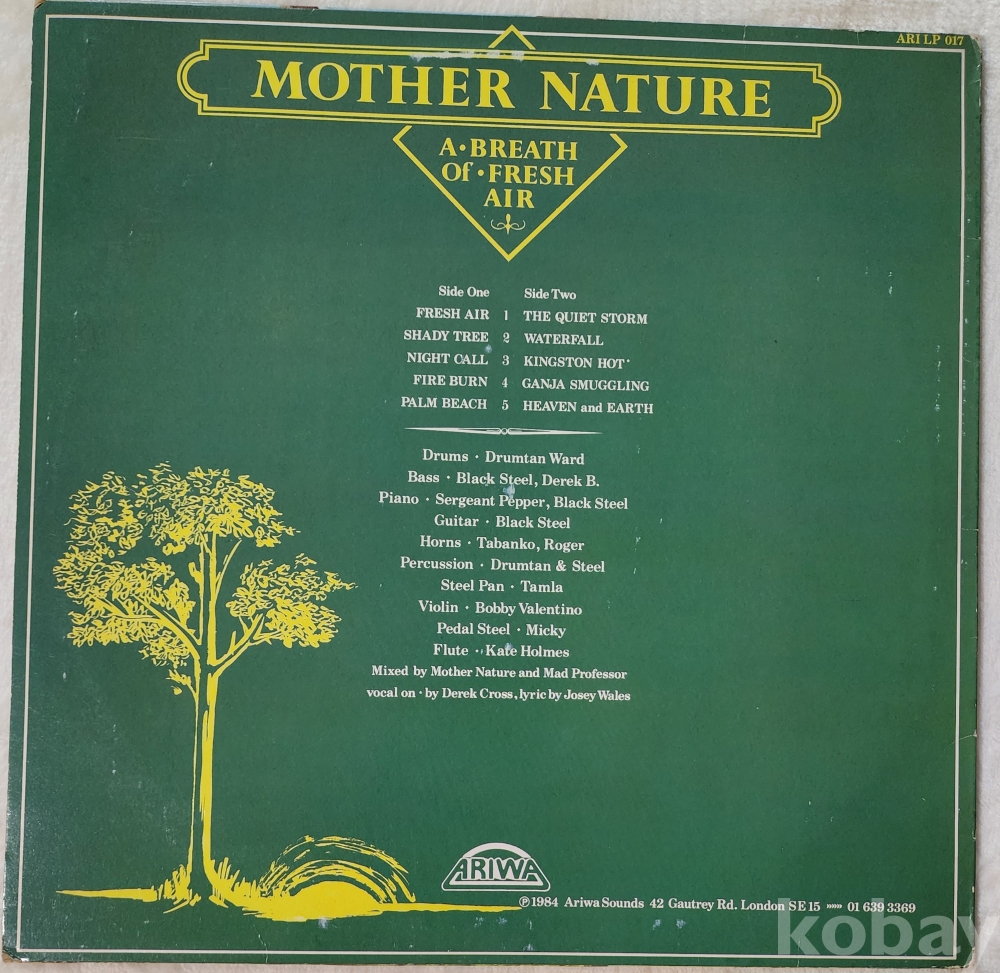 ARI LP 017
MOTHER NATURE
A·BREATH
Of·FRESH
AIR
Side One Side Two
FRESH AIR 1 THE QUIET STORM
SHADY TREE 2 WATERFALL
NIGHT CALL 3 KINGSTON HOT·
FIRE BURN 4 GANJA SMUGGLING
PALM BEACH 5 HEAVEN and EARTH
Drums · Drumtan Ward
Bass · Black Steel, Derek B.
Piano · Sergeant Pepper, Black Steel
Guitar · Black Steel
Horns · Tabanko, Roger
Percussion · Drumtan & Steel
Steel Pan · Tamla
Violin · Bobby Valentino
Pedal Steel · Micky
Flute · Kate Holmes
Mixed by Mother Nature and Mad Professor
vocal on · by Derek Cross, lyric by Josey Wales
ARIWA
℗1984 Ariwa Sounds 42 Gautrey Rd. London SE15 »»» 01 639 3369
kobay